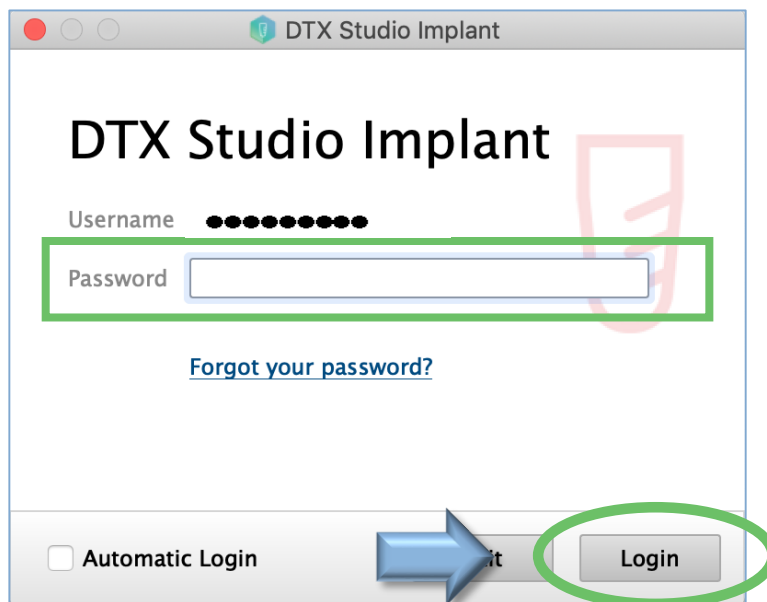 DTX Studio Implant
DTX Studio Implant
Username
Password
Forgot your password?
Automatic Login
Login